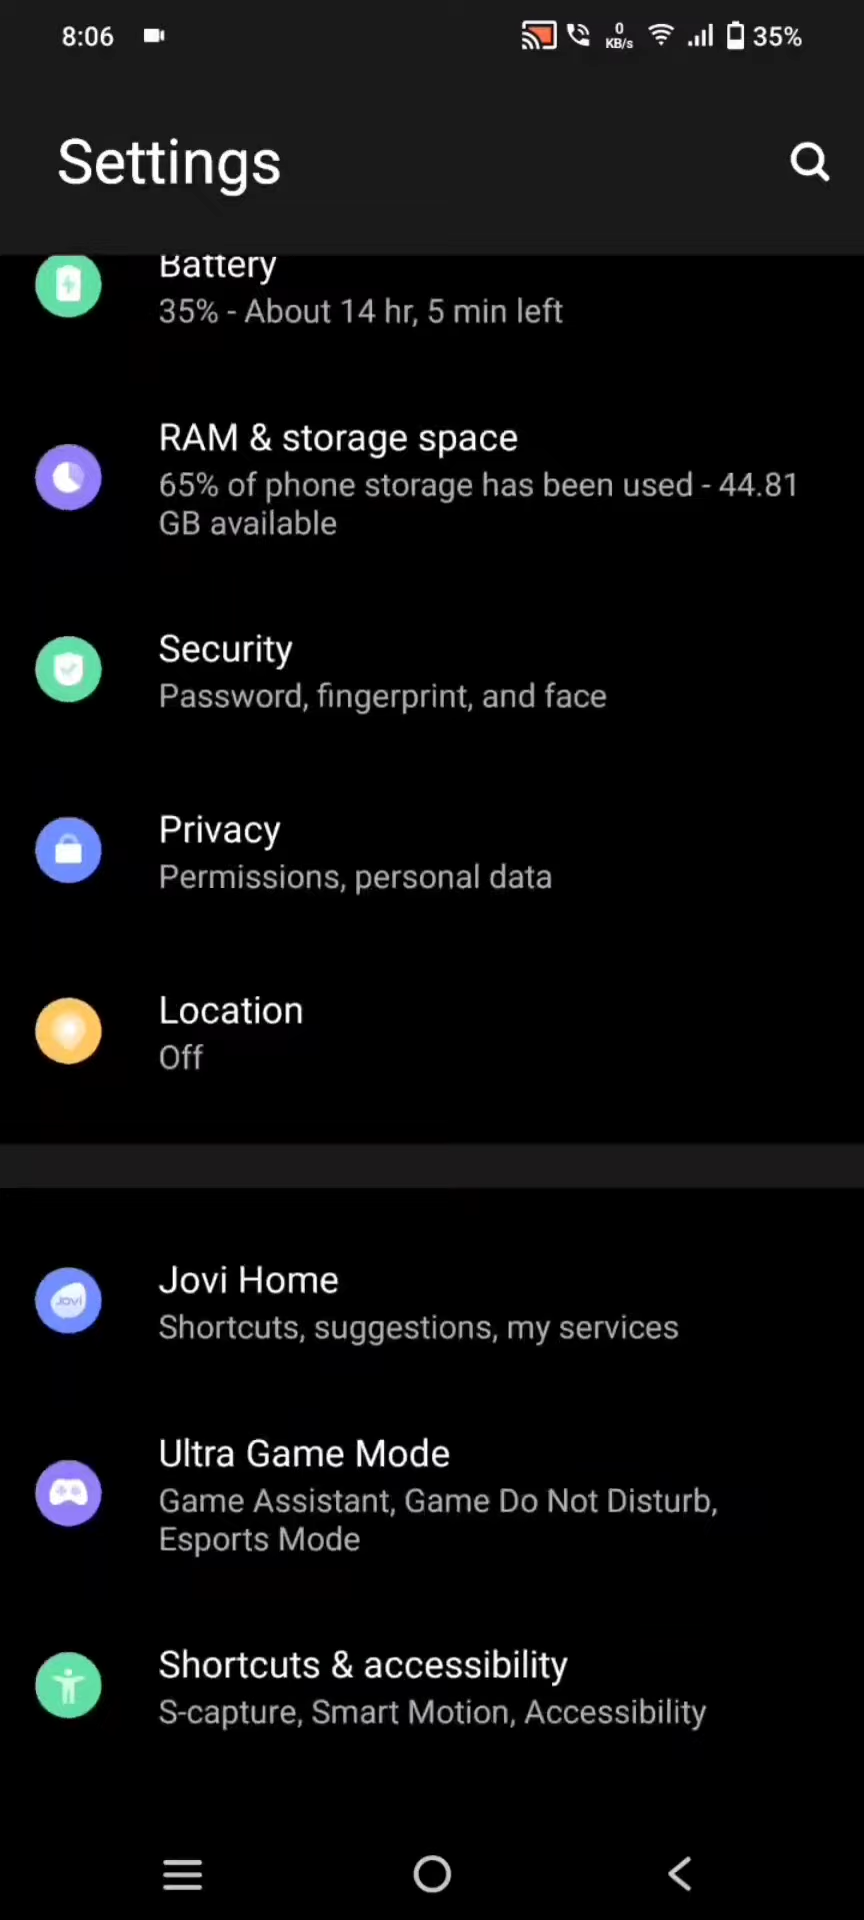 8:06
0
KB/s
35%
Settings
Battery
35% - About 14 hr, 5 min left
RAM & storage space
65% of phone storage has been used - 44.81
GB available
Security
Password, fingerprint, and face
Privacy
Permissions, personal data
Location
Off
Jovi
Jovi Home
Shortcuts, suggestions, my services
Ultra Game Mode
Game Assistant, Game Do Not Disturb,
Esports Mode
Shortcuts & accessibility
S-capture, Smart Motion, Accessibility